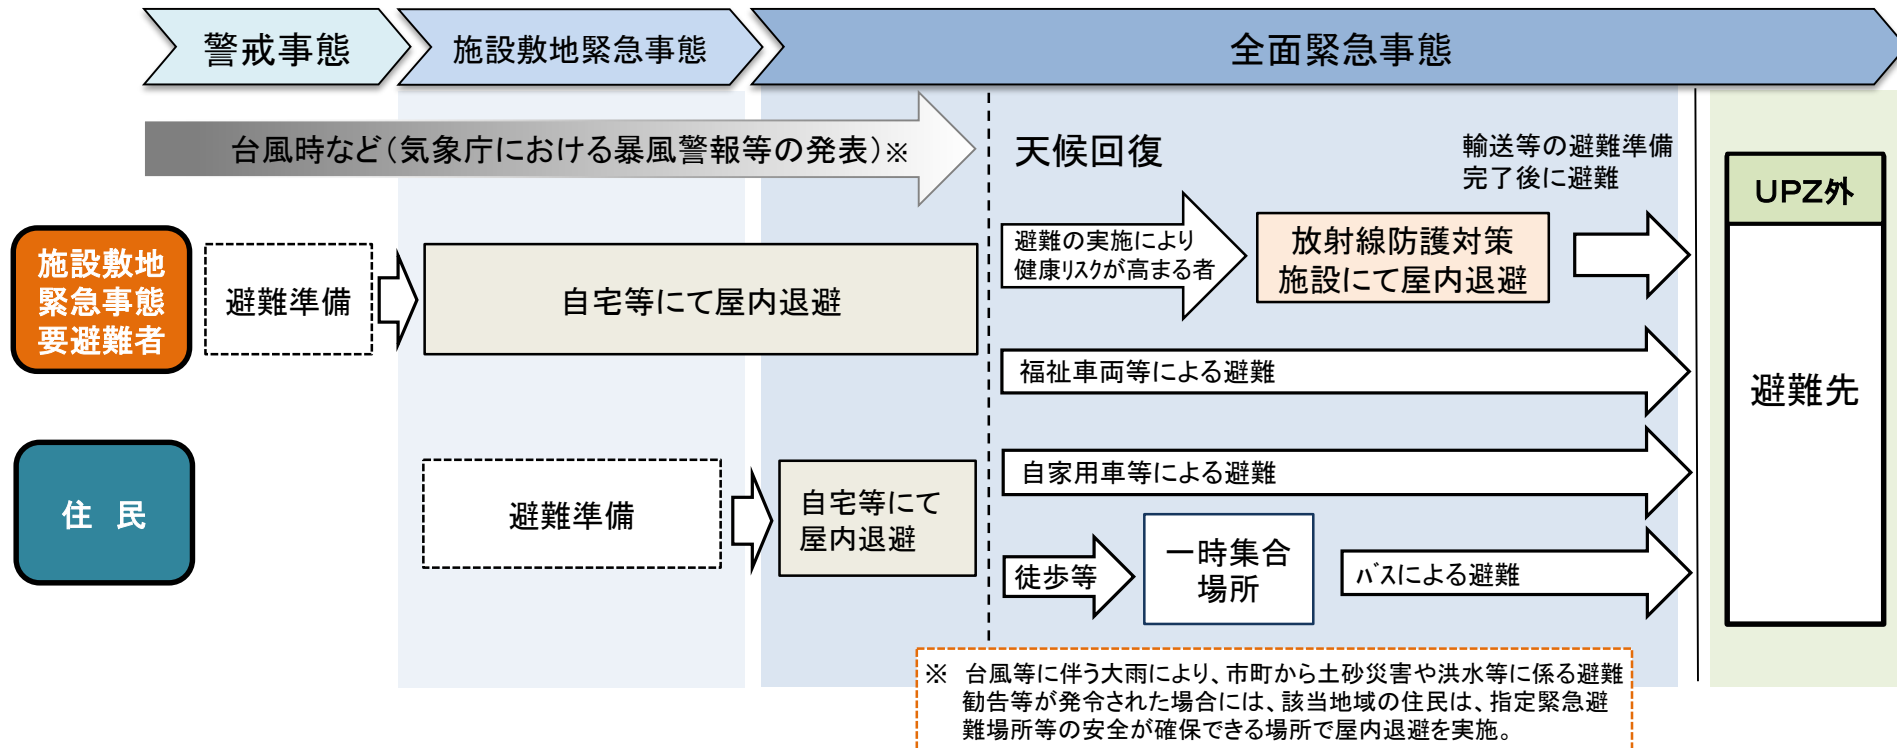 警戒事態
施設敷地緊急事態
全面緊急事態
台風時など（気象庁における暴風警報等の発表）※
天候回復
輸送等の避難準備
完了後に避難
UPZ外
避難先
施設敷地
緊急事態
要避難者
避難準備
自宅等にて屋内退避
避難の実施により
健康ﾘｽｸが高まる者
放射線防護対策
施設にて屋内退避
福祉車両等による避難
住　民
避難準備
自宅等にて
屋内退避
自家用車等による避難
徒歩等
一時集合
場所
ﾊﾞｽによる避難
※　台風等に伴う大雨により、市町から土砂災害や洪水等に係る避難
勧告等が発令された場合には、該当地域の住民は、指定緊急避
難場所等の安全が確保できる場所で屋内退避を実施。